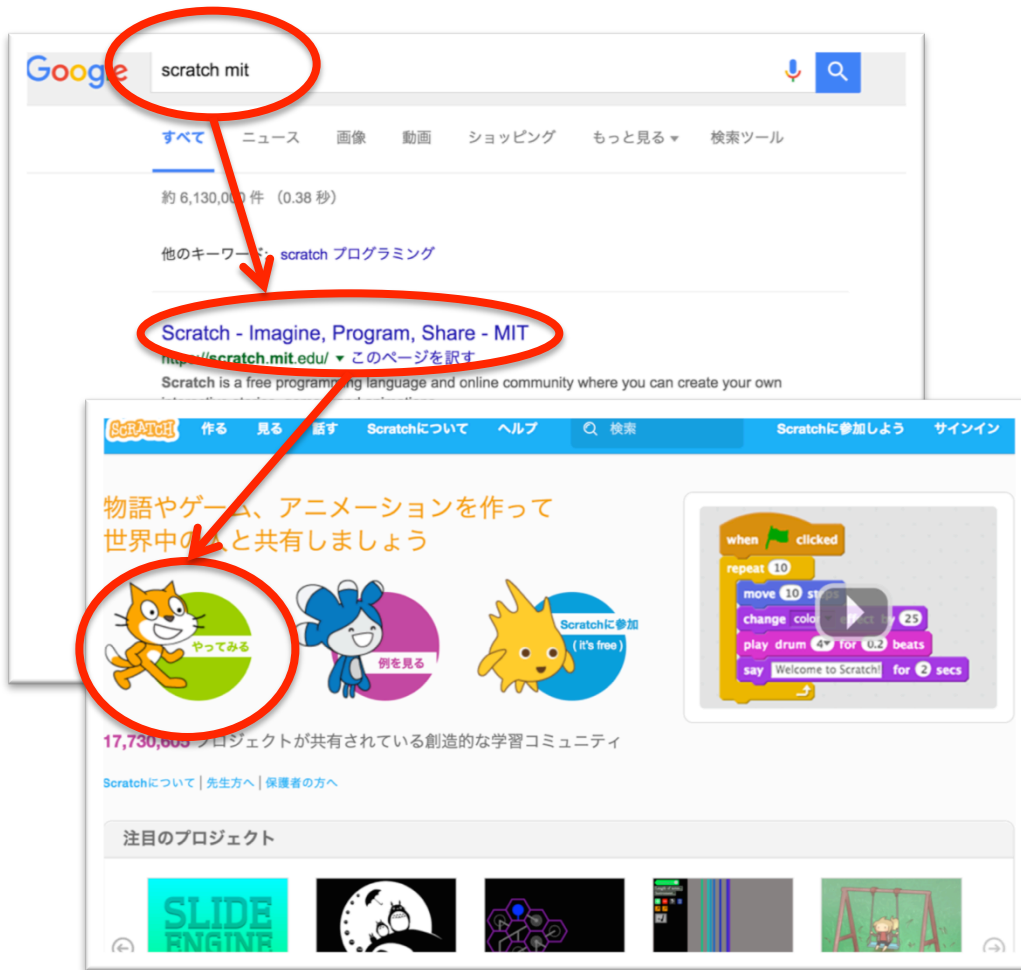 Google
scratch mit
すべて ニュース 画像 動画 ショッピング もっと見る 検索ツール
約 6,130,000 件 (0.38 秒)
他のキーワード: scratch プログラミング
Scratch - Imagine, Program, Share - MIT
https://scratch.mit.edu/ このページを訳す
Scratch is a free programming language and online community where you can create your own
interactive stories, games, and animations.
SCRATCH 作る 見る 話す Scratchについて ヘルプ 検索 Scratchに参加しよう サインイン
物語やゲーム、アニメーションを作って
世界中の人と共有しましょう
やってみる
例を見る
Scratchに参加
(it's free)
when clicked
repeat 10
move 10 steps
change color effect by 25
play drum 4 for 0.2 beats
say Welcome to Scratch! for 2 secs
17,730,605 プロジェクトが共有されている創造的な学習コミュニティ
Scratchについて | 先生方へ | 保護者の方へ
注目のプロジェクト
SLIDE
ENGINE